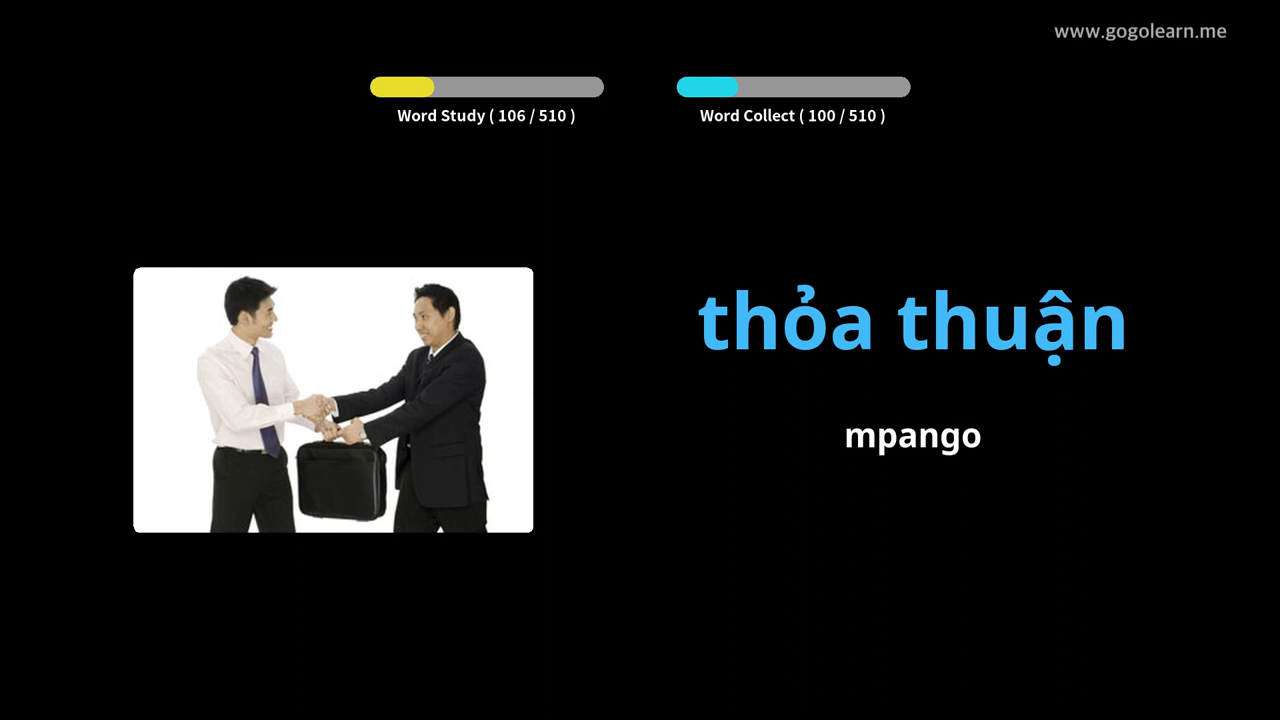 www.gogolearn.me
Word Study ( 106 / 510 )
Word Collect ( 100 / 510 )
thỏa thuận
mpango